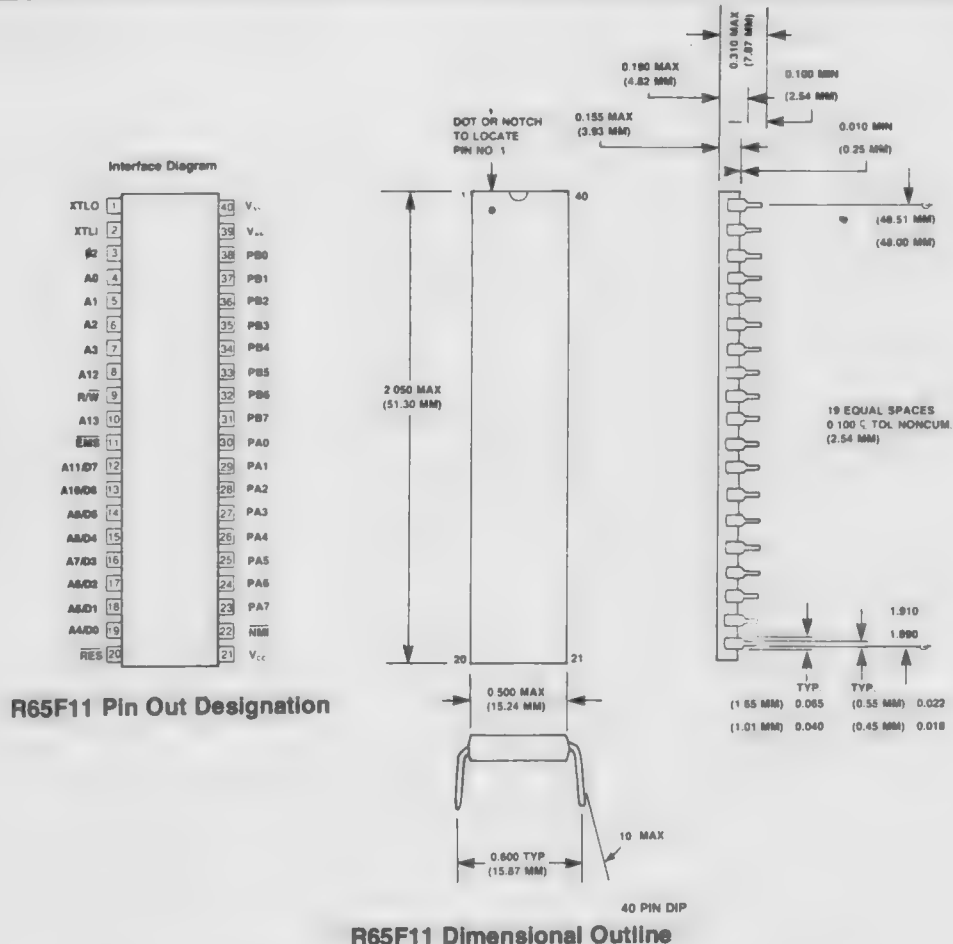 Interface Diagram
XTLO 1
XTLI 2
φ2 3
A0 4
A1 5
A2 6
A3 7
A12 8
R/W̅ 9
A13 10
E̅M̅S̅ 11
A11/D7 12
A10/D6 13
A9/D5 14
A8/D4 15
A7/D3 16
A6/D2 17
A5/D1 18
A4/D0 19
R̅E̅S̅ 20
40
39
38 PB0
37 PB1
36 PB2
35 PB3
34 PB4
33 PB5
32 PB6
31 PB7
30 PA0
29 PA1
28 PA2
27 PA3
26 PA4
25 PA5
24 PA6
23 PA7
22 N̅M̅I̅
21 VCC
R65F11 Pin Out Designation
DOT OR NOTCH
TO LOCATE
PIN NO. 1
1 40
2.050 MAX
(51.30 MM)
20 21
0.500 MAX
(15.24 MM)
0.600 TYP
(15.87 MM)
10 MAX
40 PIN DIP
0.310 MAX
(7.87 MM)
0.190 MAX
(4.82 MM)
0.100 MIN
(2.54 MM)
0.155 MAX
(3.93 MM)
0.010 MIN
(0.25 MM)
(48.51 MM)
(48.00 MM)
19 EQUAL SPACES
0.100 TOL NONCUM.
(2.54 MM)
1.910
1.890
TYP. TYP.
(1.65 MM) 0.065 (0.55 MM) 0.022
(1.01 MM) 0.040 (0.45 MM) 0.018
R65F11 Dimensional Outline